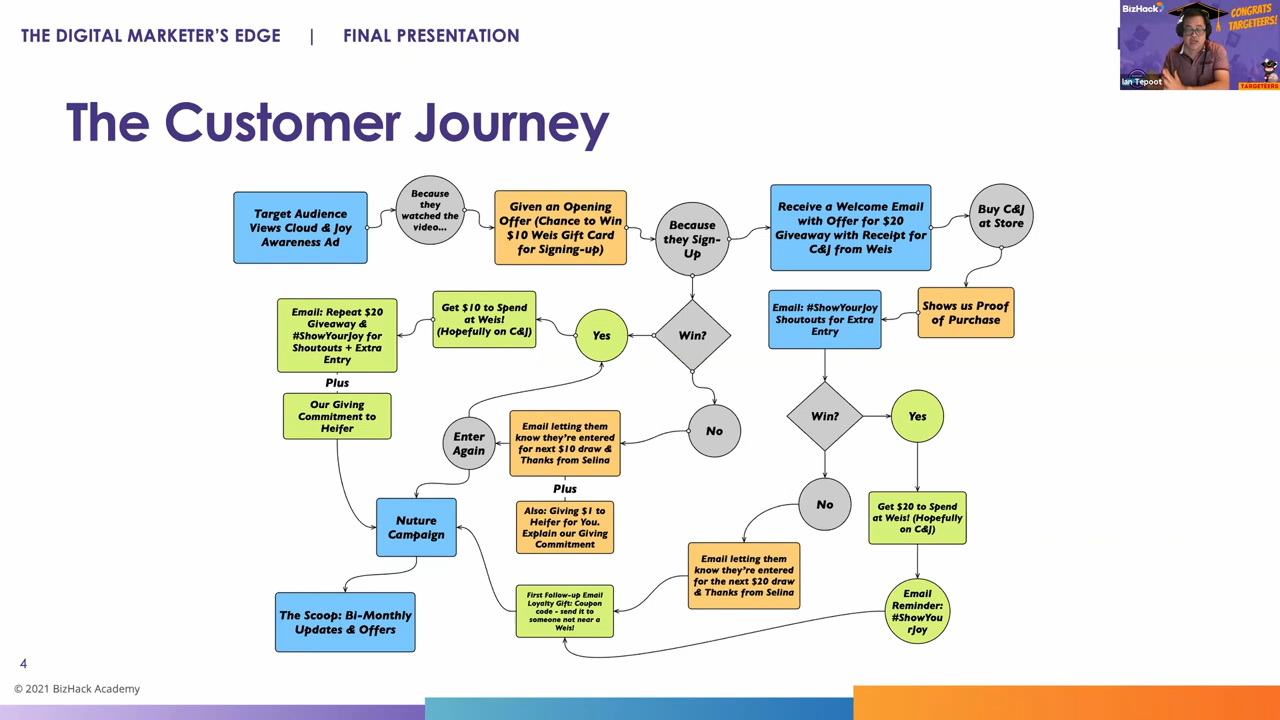 THE DIGITAL MARKETER'S EDGE | FINAL PRESENTATION
BizHack
CONGRATS
TARGETEERS!
Ian Tepoot
TARGETEERS
The Customer Journey
Target Audience
Views Cloud & Joy
Awareness Ad
Because
they
watched the
video...
Given an Opening
Offer (Chance to Win
$10 Weis Gift Card
for Signing-up)
Because
they Sign-
Up
Receive a Welcome Email
with Offer for $20
Giveaway with Receipt for
C&J from Weis
Buy C&J
at Store
Shows us Proof
of Purchase
Email: #ShowYourJoy
Shoutouts for Extra
Entry
Win?
Yes
Get $10 to Spend
at Weis!
(Hopefully on C&J)
Email: Repeat $20
Giveaway &
#ShowYourJoy for
Shoutouts + Extra
Entry
Plus
Our Giving
Commitment to
Heifer
No
Email letting them
know they're entered
for next $10 draw &
Thanks from Selina
Plus
Also: Giving $1 to
Heifer for You.
Explain our Giving
Commitment
Enter
Again
Nuture
Campaign
The Scoop: Bi-Monthly
Updates & Offers
Win?
Yes
Get $20 to Spend
at Weis! (Hopefully
on C&J)
Email
Reminder:
#ShowYou
rJoy
No
Email letting them
know they're entered
for the next $20 draw
& Thanks from Selina
First Follow-up Email
Loyalty Gift: Coupon
code - send it to
someone not near a
Weis!
4
© 2021 BizHack Academy